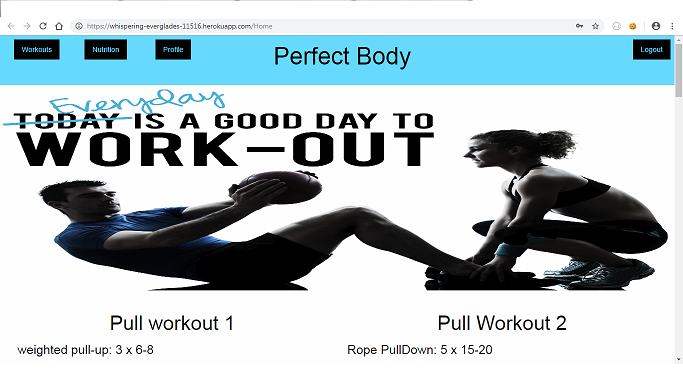 https://whispering-everglades-11516.herokuapp.com/Home
Workouts Nutrition Profile Perfect Body Logout
Everyday
TODAY IS A GOOD DAY TO
WORK-OUT
Pull workout 1
Pull Workout 2
weighted pull-up: 3 x 6-8
Rope PullDown: 5 x 15-20